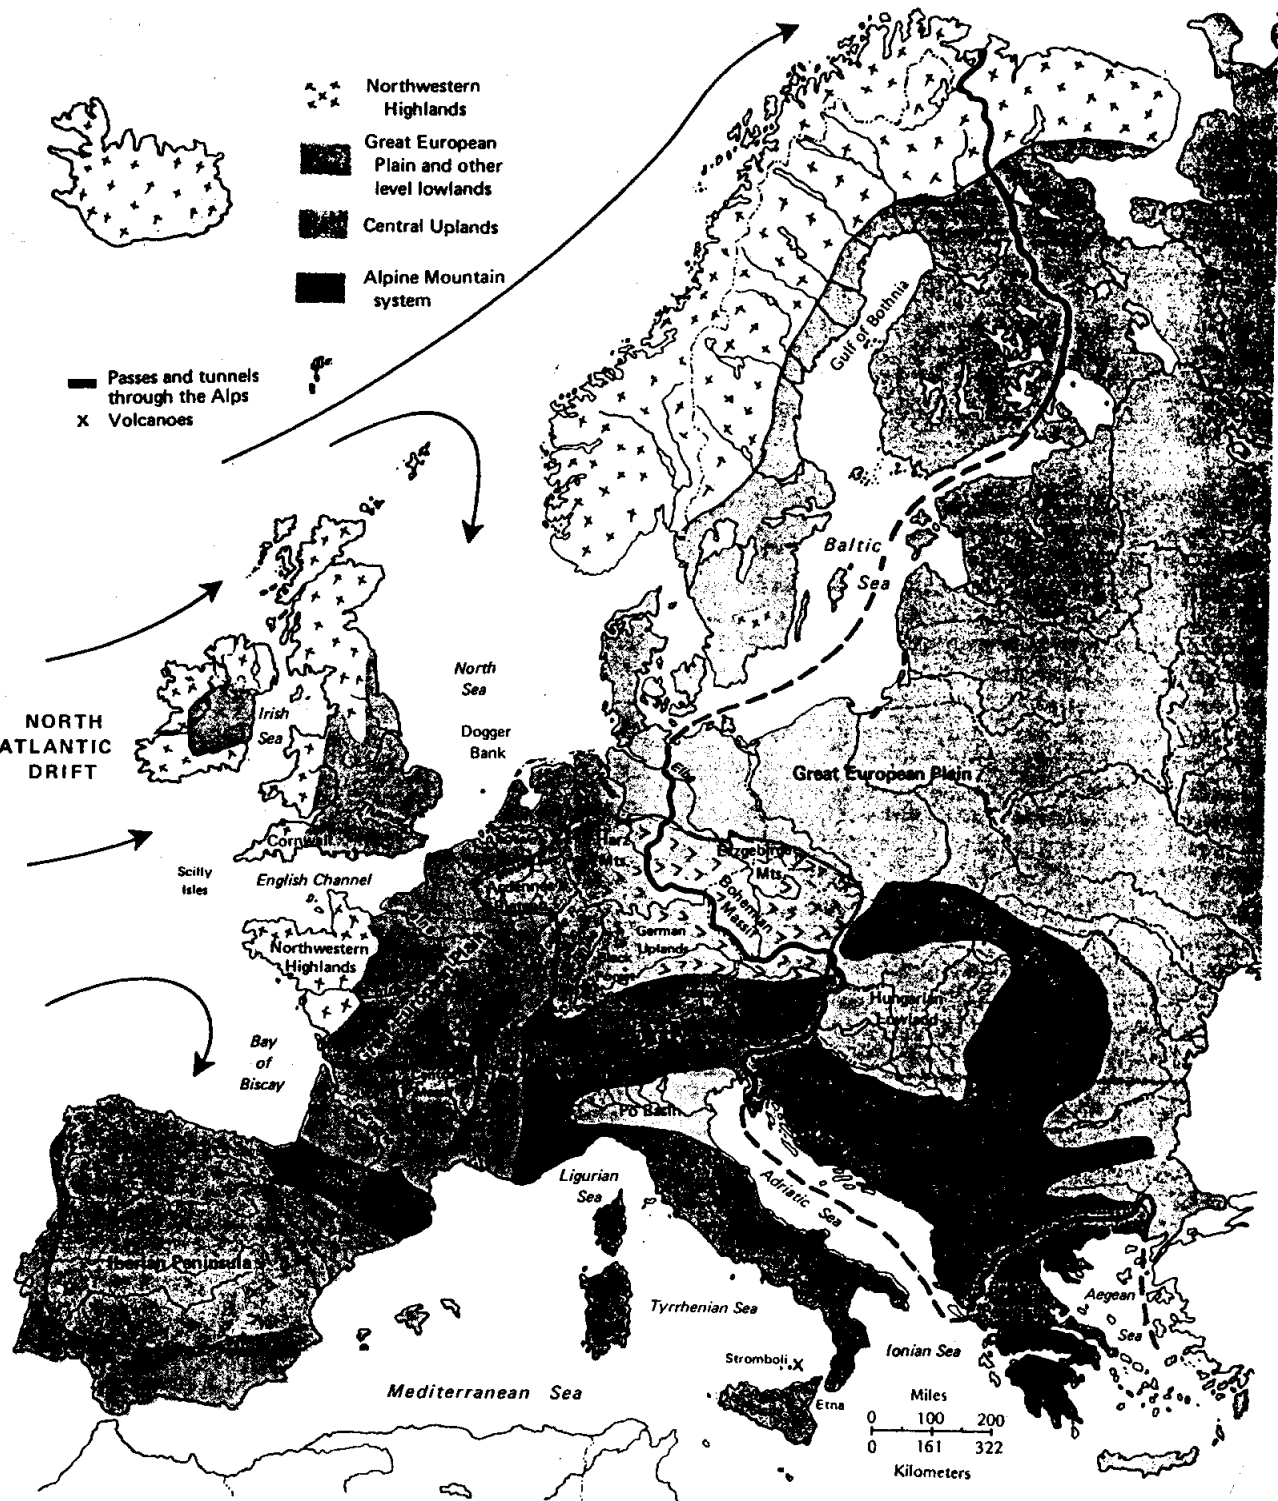 Northwestern
Highlands
Great European
Plain and other
level lowlands
Central Uplands
Alpine Mountain
system
Passes and tunnels
through the Alps
x Volcanoes
Gulf of Bothnia
Baltic
Sea
North
Sea
Dogger
Bank
NORTH
ATLANTIC
DRIFT
Irish
Sea
Elbe
Great European Plain
Cornwall
Harz
Mts.
Erzgebirge
Mts.
Scilly
Isles
English Channel
Ardennes
Bohemian
Massif
German
Uplands
Black
Forest
Northwestern
Highlands
Hungarian
Lowland
Bay
of
Biscay
Po Basin
Ligurian
Sea
Adriatic Sea
Iberian Peninsula
Tyrrhenian Sea
Aegean
Sea
Ionian Sea
Stromboli X
Mediterranean Sea
Etna
Miles
0 100 200
0 161 322
Kilometers